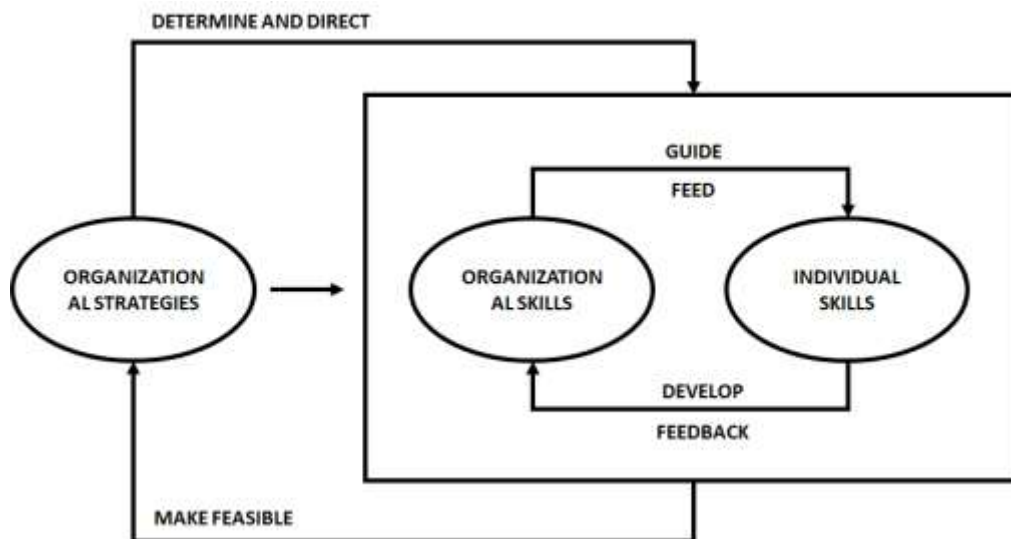 DETERMINE AND DIRECT
GUIDE
FEED
ORGANIZATION
AL STRATEGIES
ORGANIZATION
AL SKILLS
INDIVIDUAL
SKILLS
DEVELOP
FEEDBACK
MAKE FEASIBLE